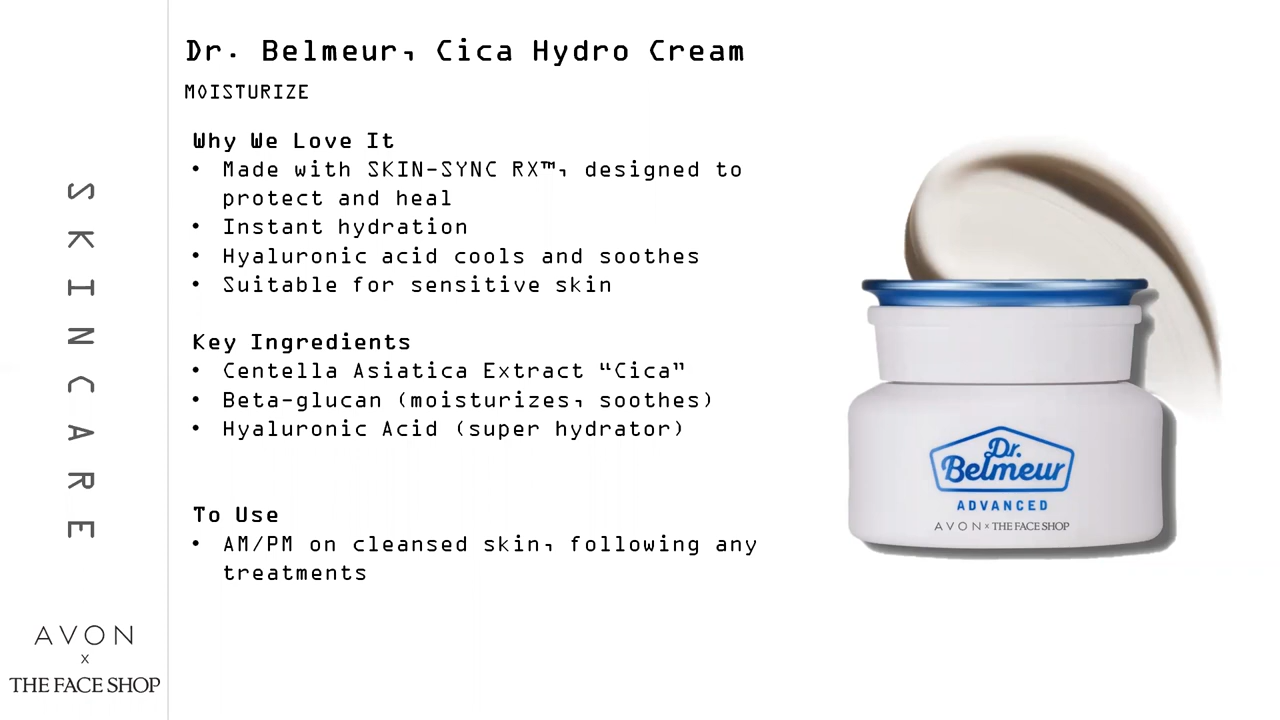 Dr. Belmeur, Cica Hydro Cream
MOISTURIZE
Why We Love It
• Made with SKIN-SYNC RX™, designed to
protect and heal
• Instant hydration
• Hyaluronic acid cools and soothes
• Suitable for sensitive skin
Key Ingredients
• Centella Asiatica Extract “Cica”
• Beta-glucan (moisturizes, soothes)
• Hyaluronic Acid (super hydrator)
To Use
• AM/PM on cleansed skin, following any
treatments
SKINCARE
AVON
x
THE FACE SHOP
Dr.
Belmeur
ADVANCED
AVON x THE FACE SHOP